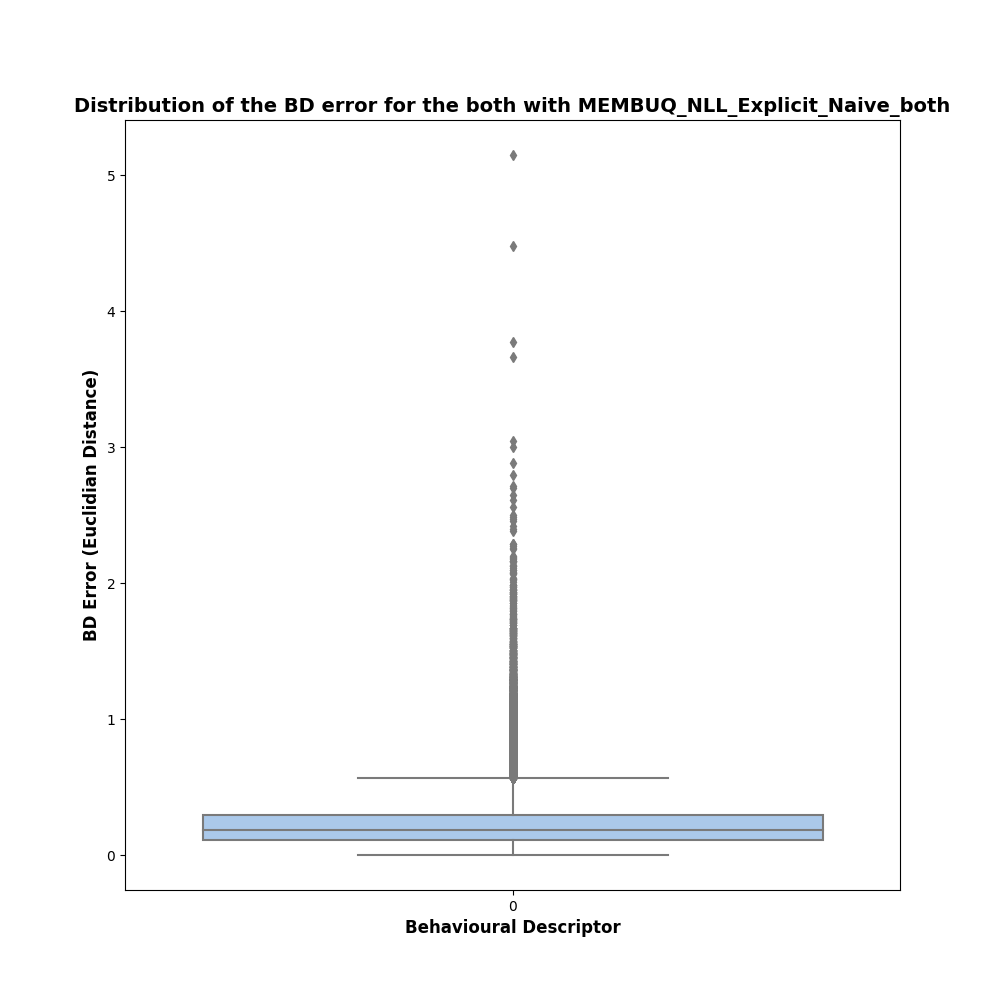 Distribution of the BD error for the both with MEMBUQ_NLL_Explicit_Naive_both
5
4
3
2
1
0
BD Error (Euclidian Distance)
0
Behavioural Descriptor